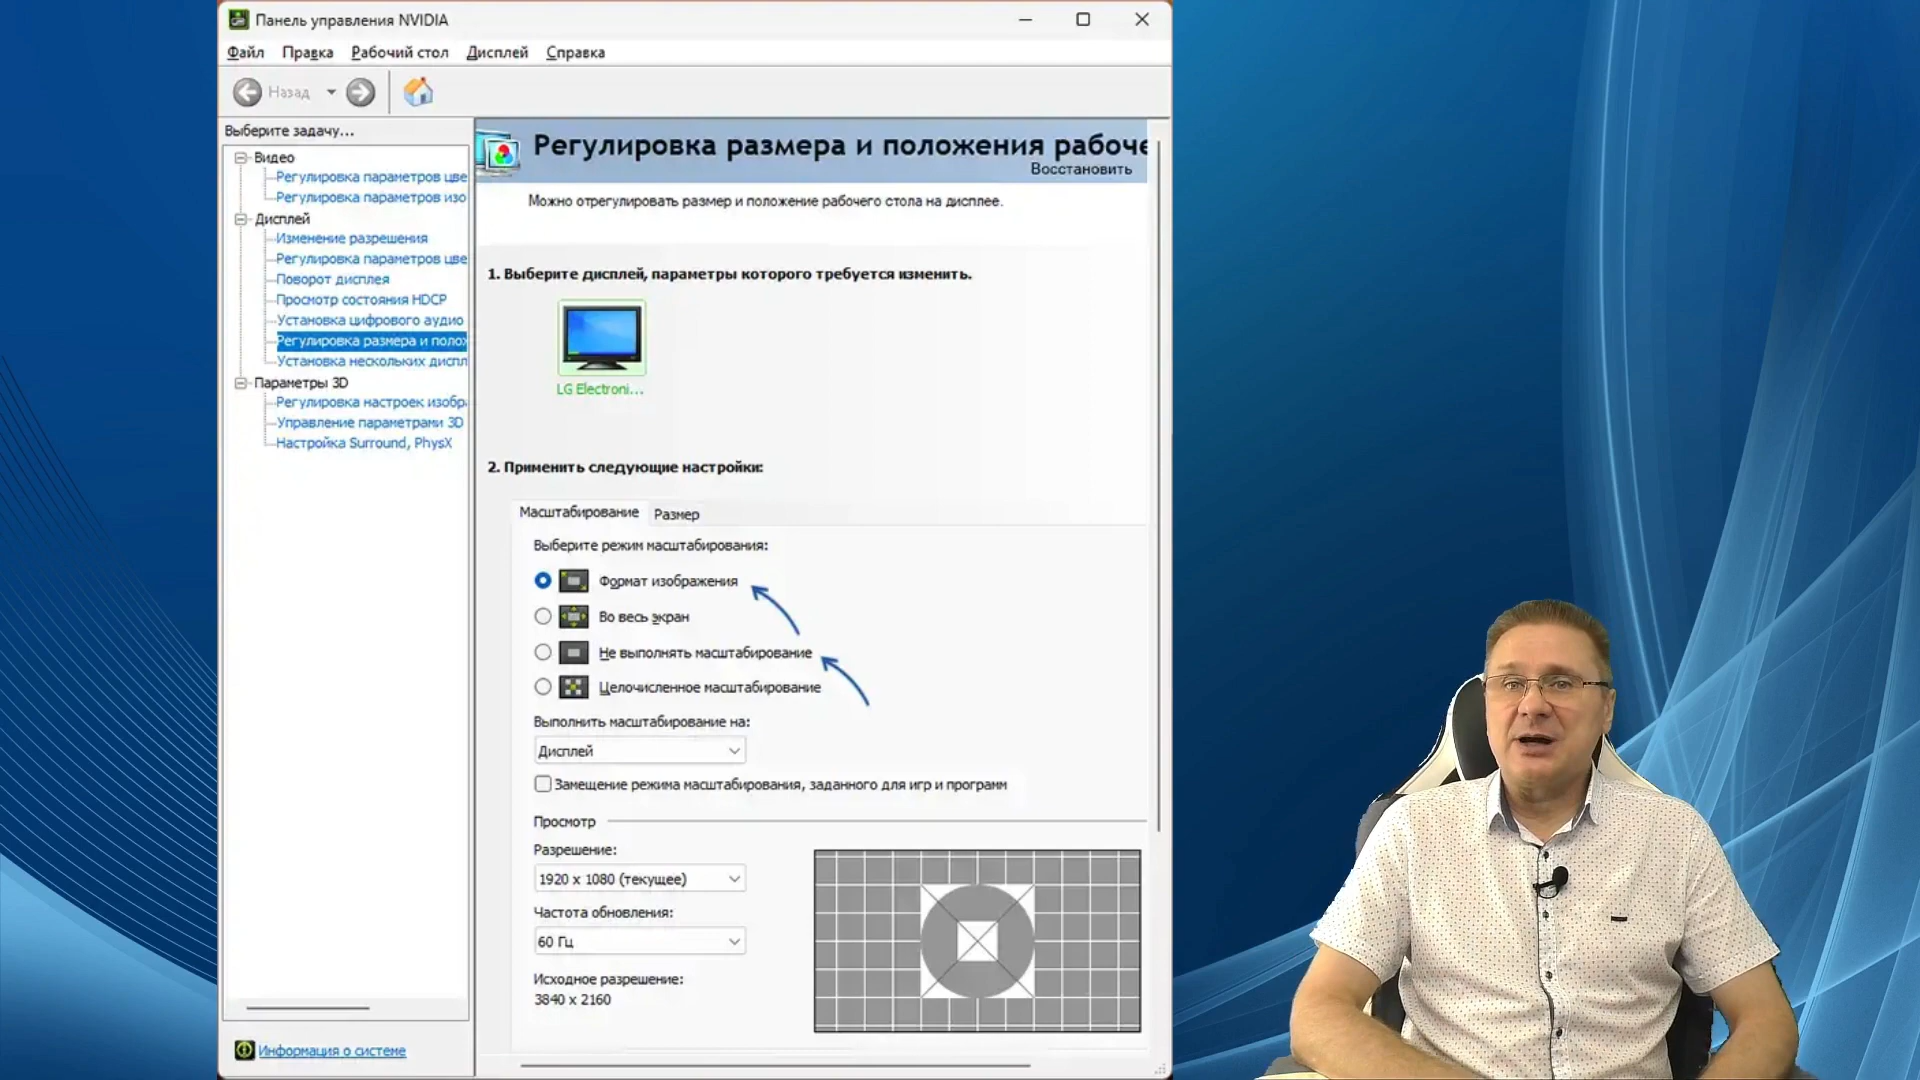 Панель управления NVIDIA
Файл Правка Рабочий стол Дисплей Справка
Назад
Выберите задачу...
Видео
Регулировка параметров цве
Регулировка параметров изо
Дисплей
Изменение разрешения
Регулировка параметров цве
Поворот дисплея
Просмотр состояния HDCP
Установка цифрового аудио
Регулировка размера и полож
Установка нескольких диспл
Параметры 3D
Регулировка настроек изобра
Управление параметрами 3D
Настройка Surround, PhysX
Информация о системе
Регулировка размера и положения рабоче
Восстановить
Можно отрегулировать размер и положение рабочего стола на дисплее.
1. Выберите дисплей, параметры которого требуется изменить.
LG Electroni...
2. Применить следующие настройки:
Масштабирование Размер
Выберите режим масштабирования:
Формат изображения
Во весь экран
Не выполнять масштабирование
Целочисленное масштабирование
Выполнить масштабирование на:
Дисплей
Замещение режима масштабирования, заданного для игр и программ
Просмотр
Разрешение:
1920 x 1080 (текущее)
Частота обновления:
60 Гц
Исходное разрешение:
3840 x 2160